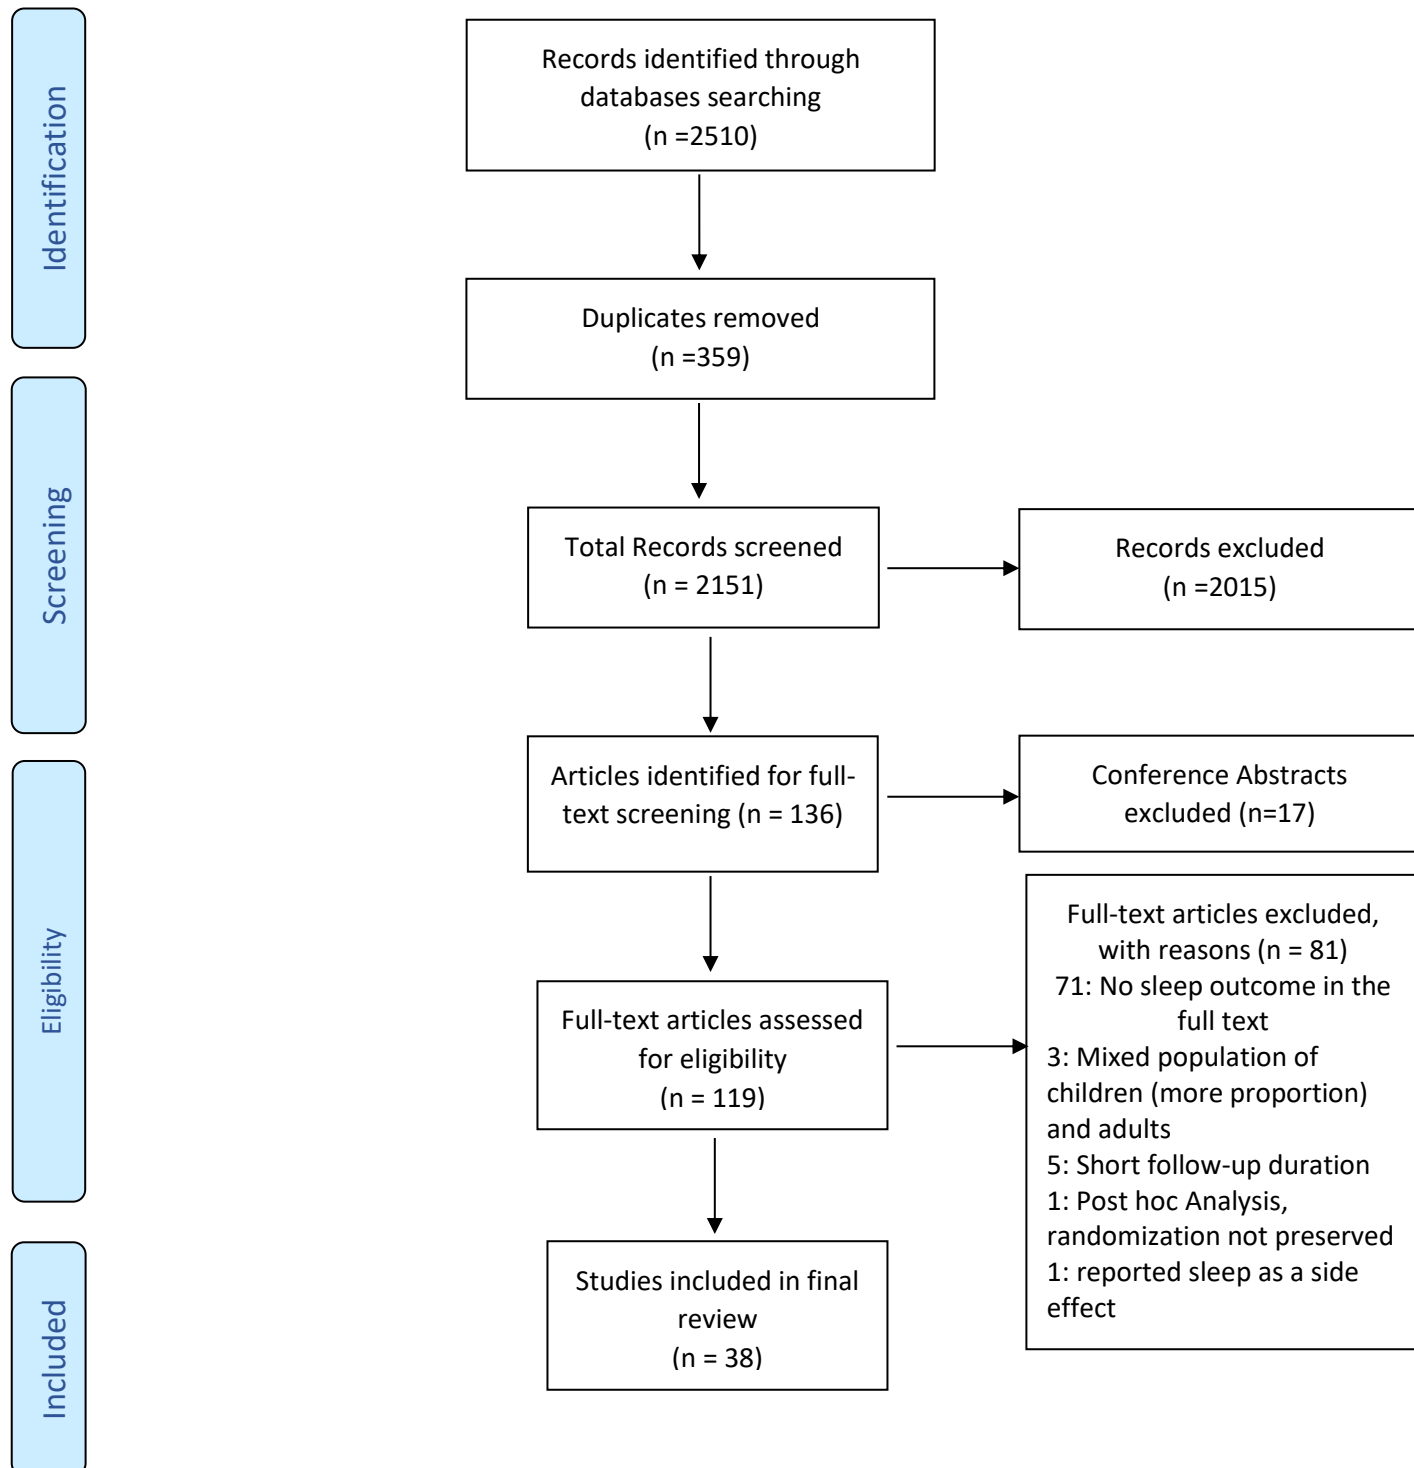 Identification
Records identified through
databases searching
(n =2510)
Duplicates removed
(n =359)
Screening
Total Records screened
(n = 2151)
Records excluded
(n =2015)
Articles identified for full-
text screening (n = 136)
Conference Abstracts
excluded (n=17)
Eligibility
Full-text articles assessed
for eligibility
(n = 119)
Full-text articles excluded,
with reasons (n = 81)
71: No sleep outcome in the
full text
3: Mixed population of
children (more proportion)
and adults
5: Short follow-up duration
1: Post hoc Analysis,
randomization not preserved
1: reported sleep as a side
effect
Included
Studies included in final
review
(n = 38)